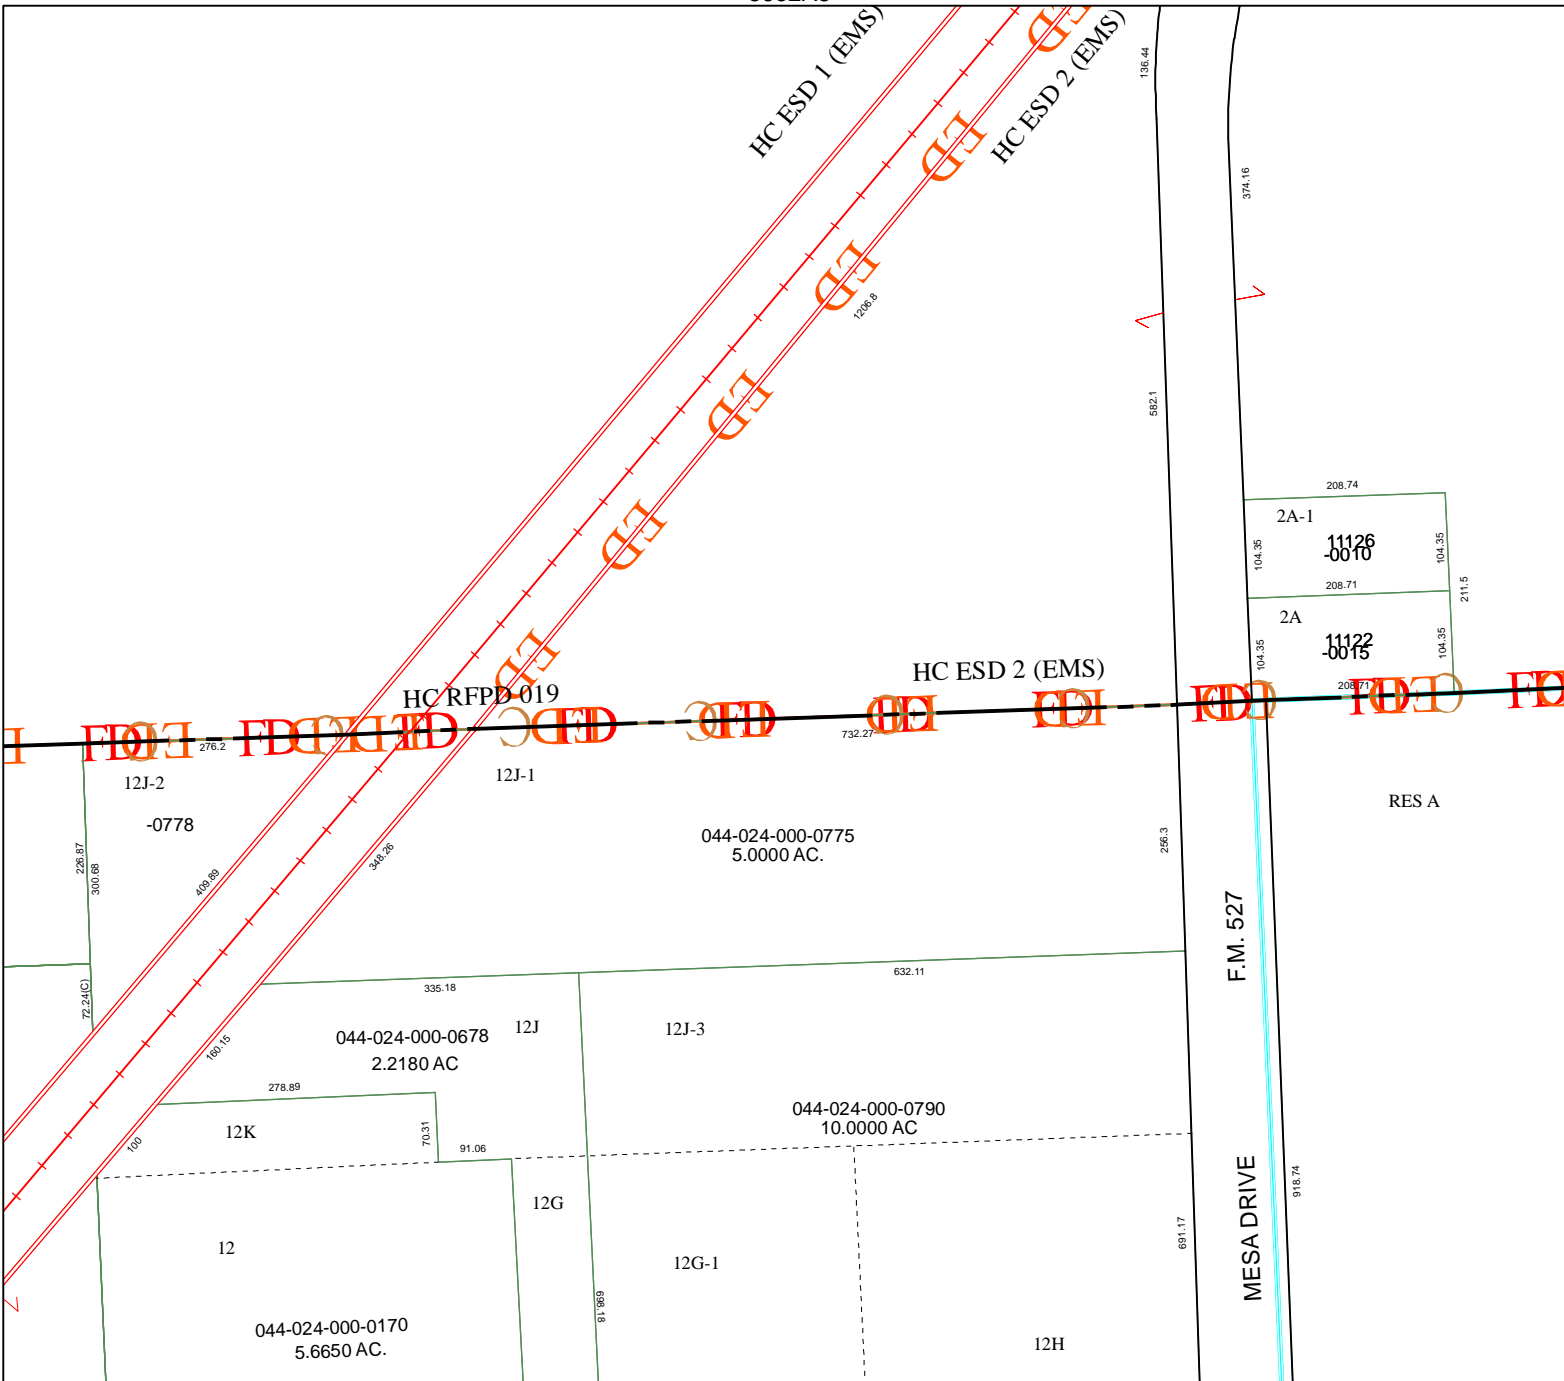 HC ESD 1 (EMS)
HC ESD 2 (EMS)
136.44
374.16
1206.8
582.1
208.74
2A-1
11126
-0010
104.35
104.35
208.71
211.5
2A
11122
-0015
104.35
104.35
208.71
HC ESD 2 (EMS)
HC RFPD 019
276.2
732.27
12J-2
-0778
12J-1
044-024-000-0775
5.0000 AC.
RES A
226.87
300.68
409.89
348.26
256.3
F.M. 527
632.11
335.18
72.24(C)
160.15
044-024-000-0678
2.2180 AC
12J
12J-3
278.89
044-024-000-0790
10.0000 AC
12K
100
70.31
91.06
MESA DRIVE
918.74
12G
12
12G-1
691.17
698.18
044-024-000-0170
5.6650 AC.
12H